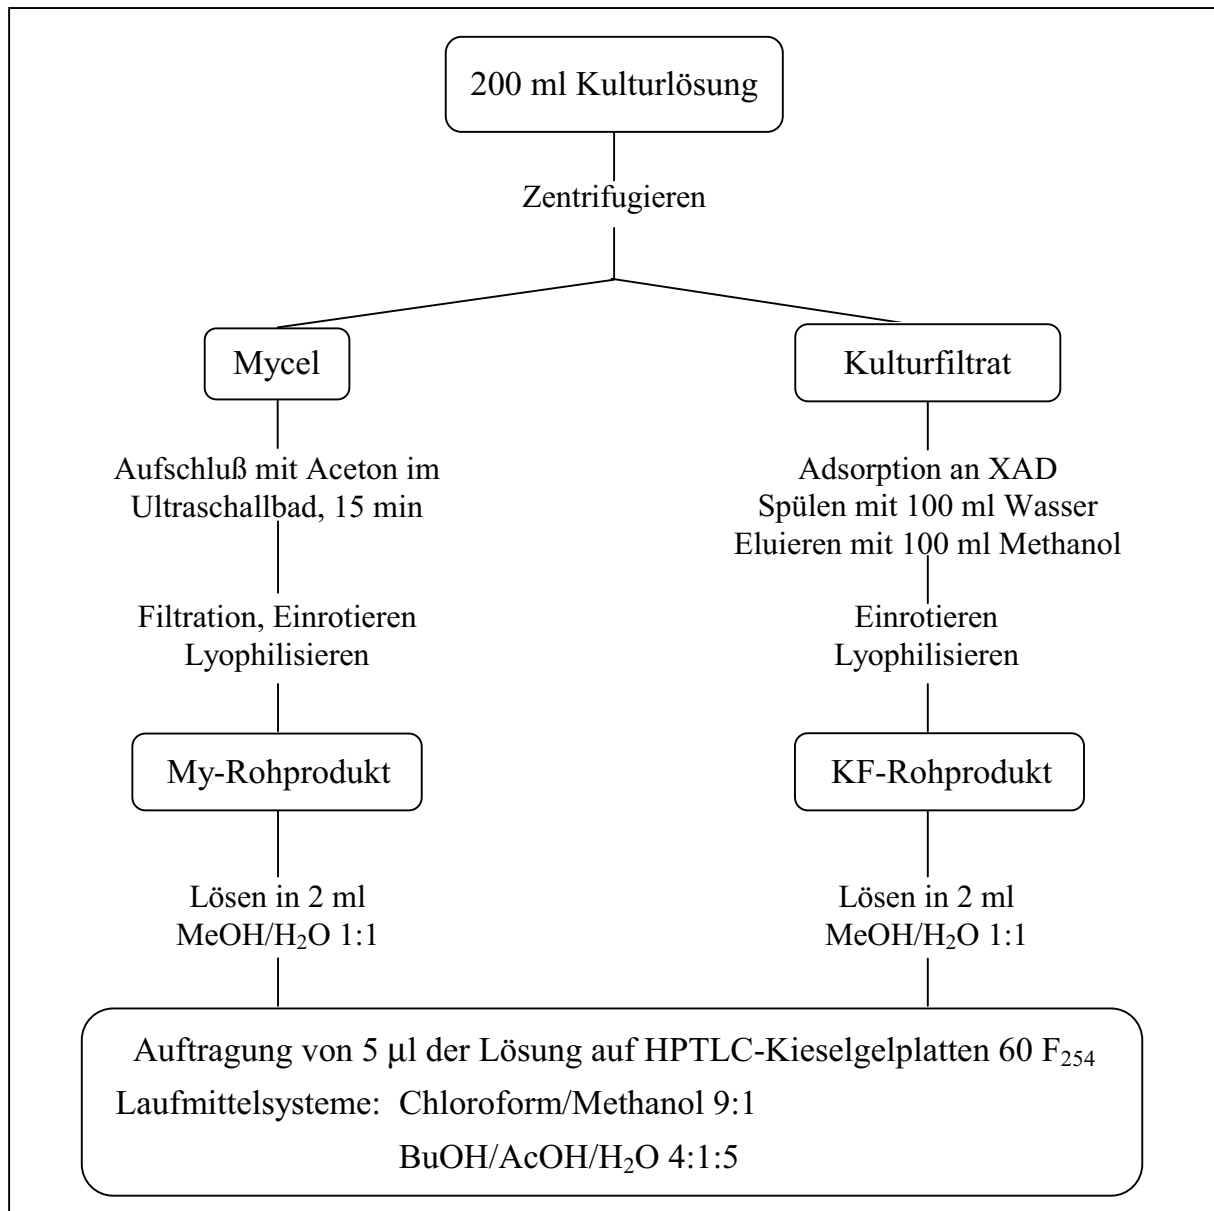 200 ml Kulturlösung
Zentrifugieren
Mycel
Aufschluß mit Aceton im
Ultraschallbad, 15 min
Filtration, Einrotieren
Lyophilisieren
My-Rohprodukt
Lösen in 2 ml
MeOH/H₂O 1:1
Kulturfiltrat
Adsorption an XAD
Spülen mit 100 ml Wasser
Eluieren mit 100 ml Methanol
Einrotieren
Lyophilisieren
KF-Rohprodukt
Lösen in 2 ml
MeOH/H₂O 1:1
Auftragung von 5 μl der Lösung auf HPTLC-Kieselgelplatten 60 F₂₅₄
Laufmittelsysteme: Chloroform/Methanol 9:1
BuOH/AcOH/H₂O 4:1:5